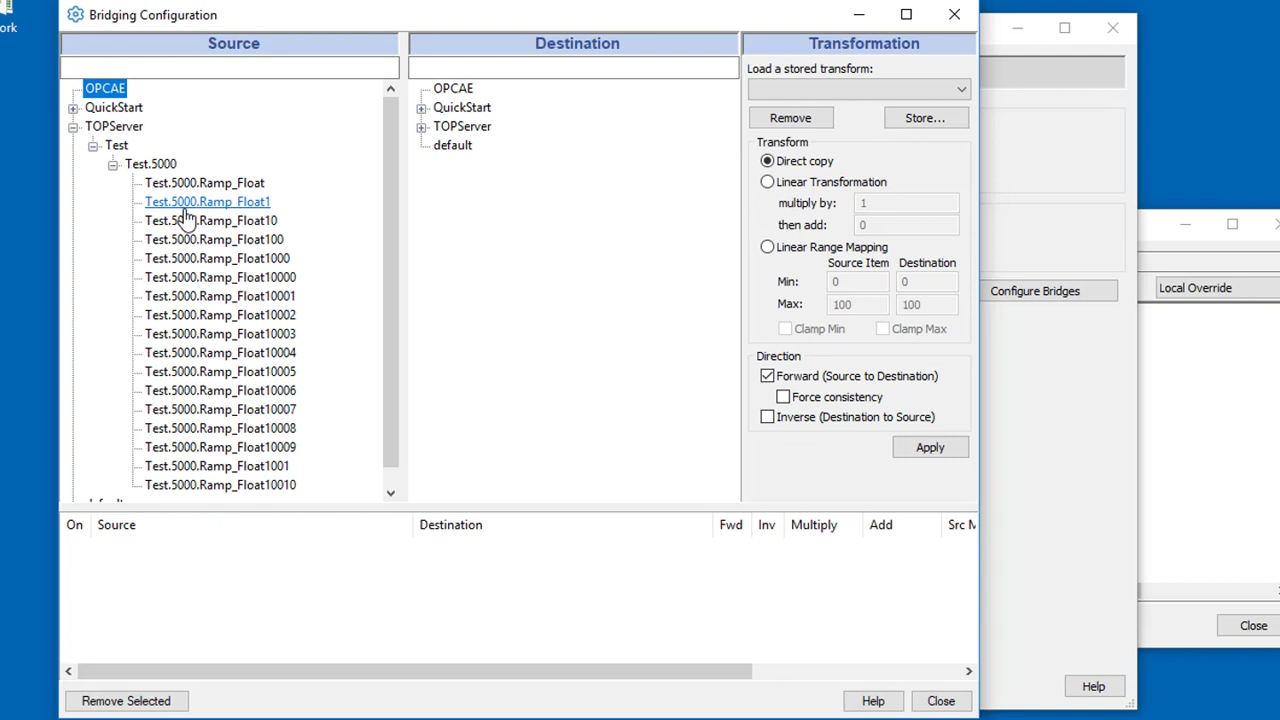 ork
Bridging Configuration
Source
Destination
Transformation
OPCAE
QuickStart
TOPServer
Test
Test.5000
Test.5000.Ramp_Float
Test.5000.Ramp_Float1
Test.5000.Ramp_Float10
Test.5000.Ramp_Float100
Test.5000.Ramp_Float1000
Test.5000.Ramp_Float10000
Test.5000.Ramp_Float10001
Test.5000.Ramp_Float10002
Test.5000.Ramp_Float10003
Test.5000.Ramp_Float10004
Test.5000.Ramp_Float10005
Test.5000.Ramp_Float10006
Test.5000.Ramp_Float10007
Test.5000.Ramp_Float10008
Test.5000.Ramp_Float10009
Test.5000.Ramp_Float1001
Test.5000.Ramp_Float10010
OPCAE
QuickStart
TOPServer
default
Load a stored transform:
Remove
Store...
Transform
Direct copy
Linear Transformation
multiply by: 1
then add: 0
Linear Range Mapping
Source Item Destination
Min: 0 0
Max: 100 100
Clamp Min Clamp Max
Direction
Forward (Source to Destination)
Force consistency
Inverse (Destination to Source)
Apply
On Source Destination Fwd Inv Multiply Add Src M
Remove Selected
Help
Close
Configure Bridges
Help
Local Override
Close